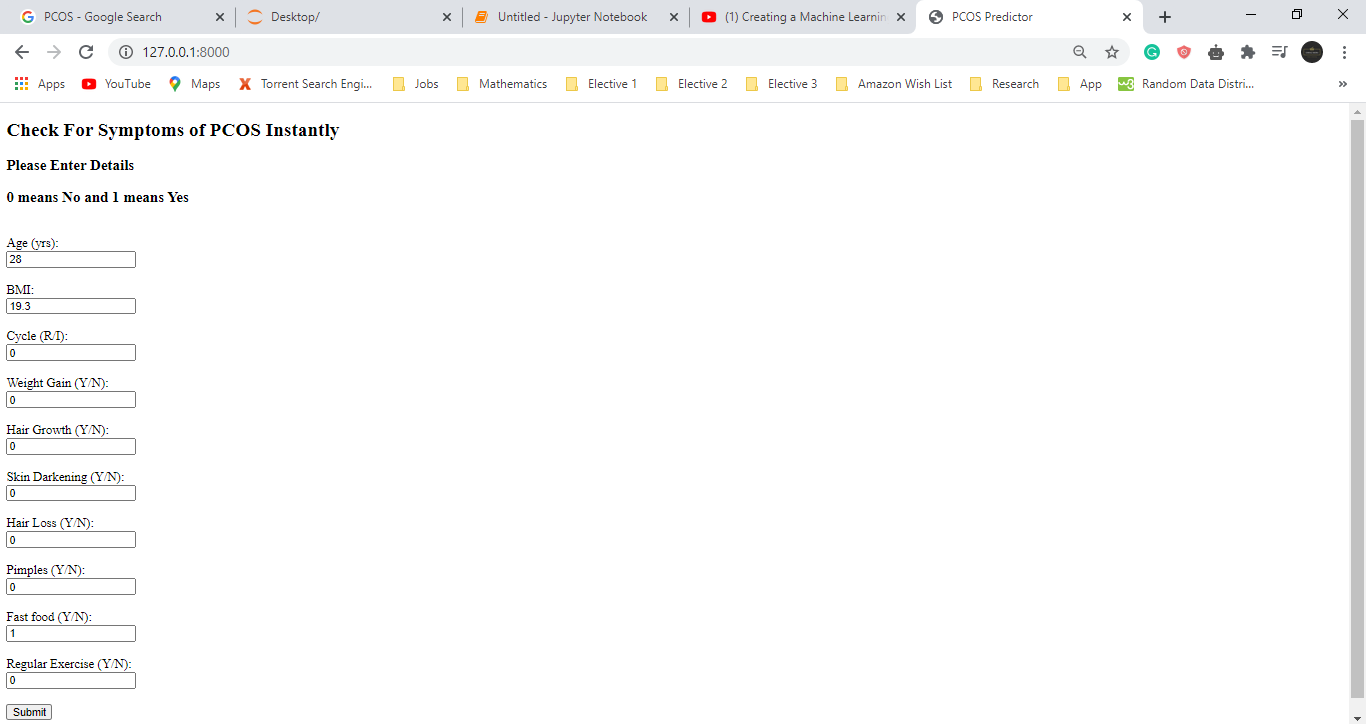 PCOS - Google Search
Desktop/
Untitled - Jupyter Notebook
(1) Creating a Machine Learnin
PCOS Predictor
127.0.0.1:8000
Apps
YouTube
Maps
Torrent Search Engi...
Jobs
Mathematics
Elective 1
Elective 2
Elective 3
Amazon Wish List
Research
App
Random Data Distri...
Check For Symptoms of PCOS Instantly
Please Enter Details
0 means No and 1 means Yes
Age (yrs):
28
BMI:
19.3
Cycle (R/I):
0
Weight Gain (Y/N):
0
Hair Growth (Y/N):
0
Skin Darkening (Y/N):
0
Hair Loss (Y/N):
0
Pimples (Y/N):
0
Fast food (Y/N):
1
Regular Exercise (Y/N):
0
Submit